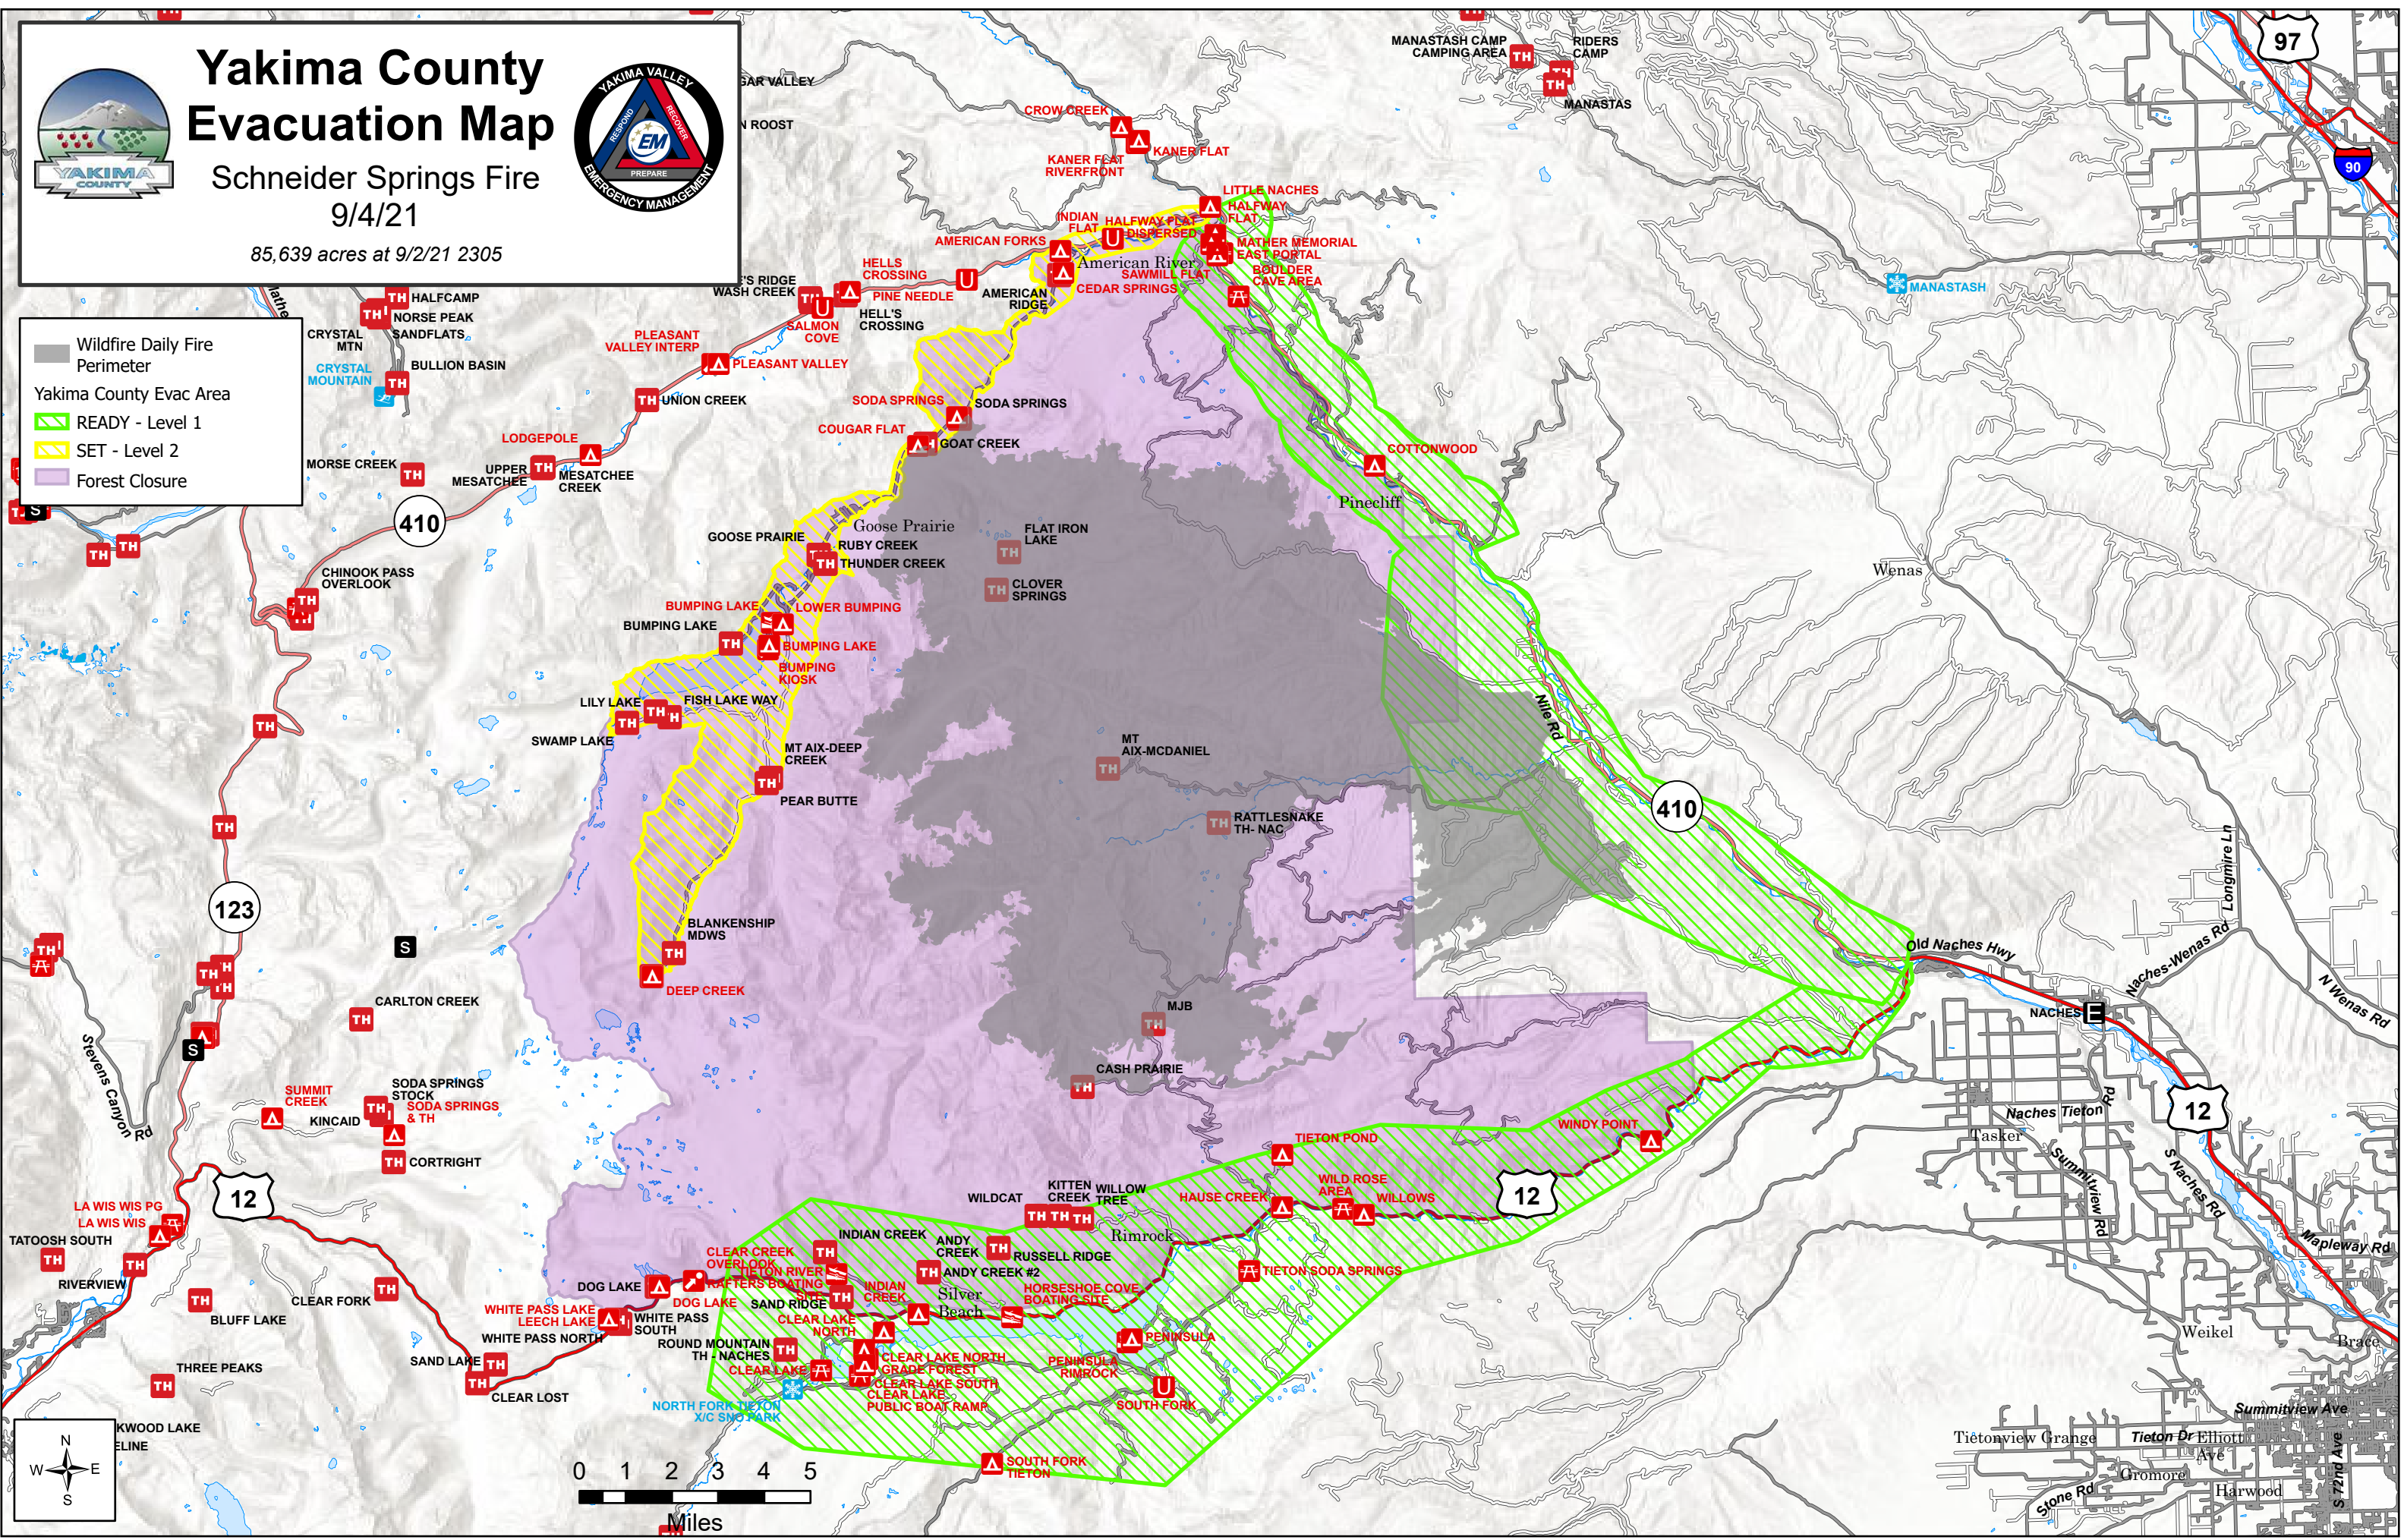 Yakima County
Evacuation Map
Schneider Springs Fire
9/4/21
85,639 acres at 9/2/21 2305
YAKIMA
COUNTY
YAKIMA VALLEY
EMERGENCY MANAGEMENT
RESPOND
RECOVER
PREPARE
EM
Wildfire Daily Fire
Perimeter
Yakima County Evac Area
READY - Level 1
SET - Level 2
Forest Closure
GAR VALLEY
N ROOST
MANASTASH CAMP
CAMPING AREA
RIDERS
CAMP
MANASTAS
97
90
CROW CREEK
KANER FLAT
KANER FLAT
RIVERFRONT
LITTLE NACHES
HALFWAY
FLAT
INDIAN
FLAT
HALFWAY FLAT
DISPERSED
AMERICAN FORKS
MATHER MEMORIAL
EAST PORTAL
American River
SAWMILL FLAT
BOULDER
CAVE AREA
CEDAR SPRINGS
AMERICAN
RIDGE
HELLS
CROSSING
PINE NEEDLE
'S RIDGE
WASH CREEK
HELL'S
CROSSING
SALMON
COVE
MANASTASH
HALFCAMP
NORSE PEAK
SANDFLATS
CRYSTAL
MTN
BULLION BASIN
CRYSTAL
MOUNTAIN
PLEASANT
VALLEY INTERP
PLEASANT VALLEY
UNION CREEK
SODA SPRINGS
SODA SPRINGS
COUGAR FLAT
GOAT CREEK
LODGEPOLE
MORSE CREEK
UPPER
MESATCHEE
MESATCHEE
CREEK
COTTONWOOD
Pinecliff
410
Goose Prairie
GOOSE PRAIRIE
RUBY CREEK
THUNDER CREEK
FLAT IRON
LAKE
CLOVER
SPRINGS
Wenas
CHINOOK PASS
OVERLOOK
BUMPING LAKE
LOWER BUMPING
BUMPING LAKE
BUMPING LAKE
BUMPING
KIOSK
LILY LAKE
FISH LAKE WAY
SWAMP LAKE
MT AIX-DEEP
CREEK
PEAR BUTTE
MT
AIX-MCDANIEL
RATTLESNAKE
TH- NAC
Nile Rd
410
Longmire Ln
123
BLANKENSHIP
MDWS
DEEP CREEK
Old Naches Hwy
Naches-Wenas Rd
N Wenas Rd
NACHES
E
S
S
S
CARLTON CREEK
MJB
CASH PRAIRIE
Stevens Canyon Rd
SUMMIT
CREEK
SODA SPRINGS
STOCK
SODA SPRINGS
& TH
KINCAID
CORTRIGHT
12
Naches Tieton Rd
Tasker
Summitview Rd
S Naches Rd
Mapleway Rd
TIETON POND
WINDY POINT
12
LA WIS WIS PG
LA WIS WIS
TATOOSH SOUTH
RIVERVIEW
BLUFF LAKE
CLEAR FORK
THREE PEAKS
12
WILDCAT
KITTEN
CREEK
WILLOW
TREE
HAUSE CREEK
WILD ROSE
AREA
WILLOWS
Rimrock
INDIAN CREEK
ANDY
CREEK
RUSSELL RIDGE
ANDY CREEK #2
CLEAR CREEK
OVERLOOK
TIETON RIVER
RAFTERS BOATING
SITE
DOG LAKE
DOG LAKE
SAND RIDGE
INDIAN
CREEK
Silver
Beach
HORSESHOE COVE
BOATING SITE
TIETON SODA SPRINGS
WHITE PASS LAKE
LEECH LAKE
WHITE PASS
SOUTH
WHITE PASS NORTH
CLEAR LAKE
NORTH
ROUND MOUNTAIN
TH - NACHES
CLEAR LAKE
CLEAR LAKE NORTH
GRADE FOREST
CLEAR LAKE SOUTH
CLEAR LAKE
PUBLIC BOAT RAMP
PENINSULA
PENINSULA
RIMROCK
SOUTH FORK
SAND LAKE
CLEAR LOST
NORTH FORK TIETON
X/C SNO PARK
SOUTH FORK
TIETON
Weikel
Brace
Summitview Ave
Tietonview Grange
Tieton Dr
Elliott
Ave
Gromore
Harwood
Stone Rd
S 72nd Ave
KWOOD LAKE
ELINE
N
W
E
S
0 1 2 3 4 5
Miles